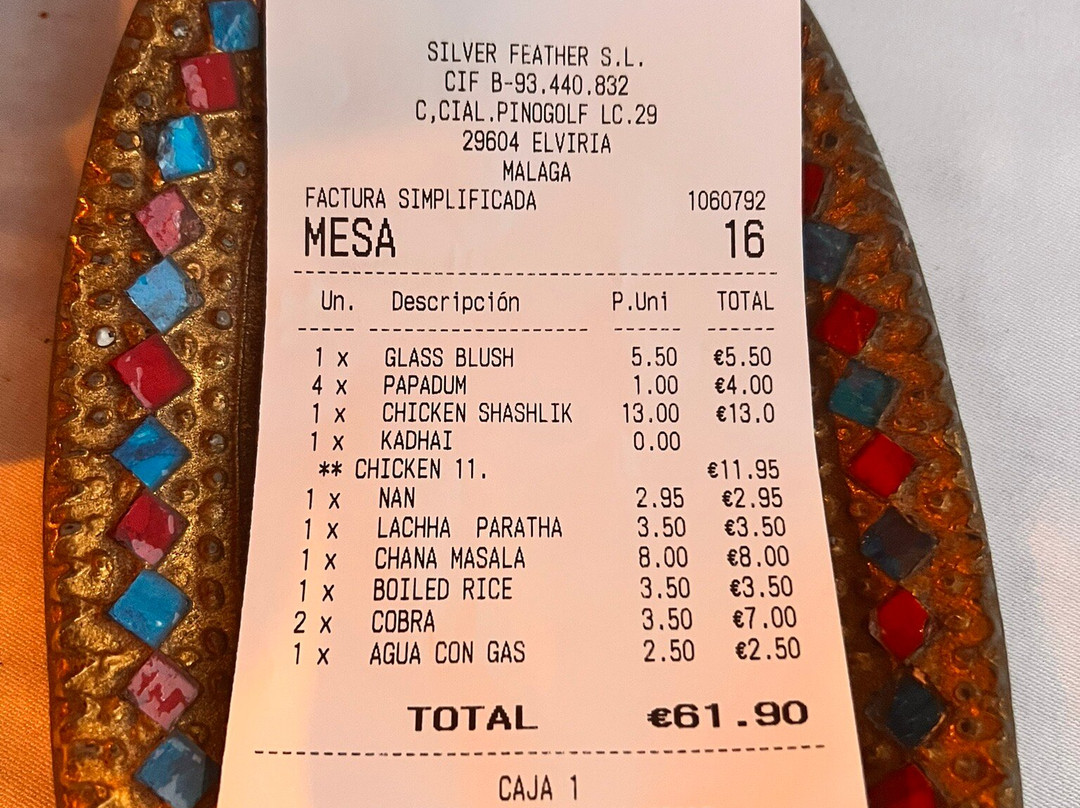 SILVER FEATHER S.L.
CIF B-93.440.832
C,CIAL.PINOGOLF LC.29
29604 ELVIRIA
MALAGA
FACTURA SIMPLIFICADA 1060792
MESA 16
Un. Descripción P.Uni TOTAL
1 x GLASS BLUSH 5.50 €5.50
4 x PAPADUM 1.00 €4.00
1 x CHICKEN SHASHLIK 13.00 €13.0
1 x KADHAI 0.00
** CHICKEN 11. €11.95
1 x NAN 2.95 €2.95
1 x LACHHA PARATHA 3.50 €3.50
1 x CHANA MASALA 8.00 €8.00
1 x BOILED RICE 3.50 €3.50
2 x COBRA 3.50 €7.00
1 x AGUA CON GAS 2.50 €2.50
TOTAL €61.90
CAJA 1